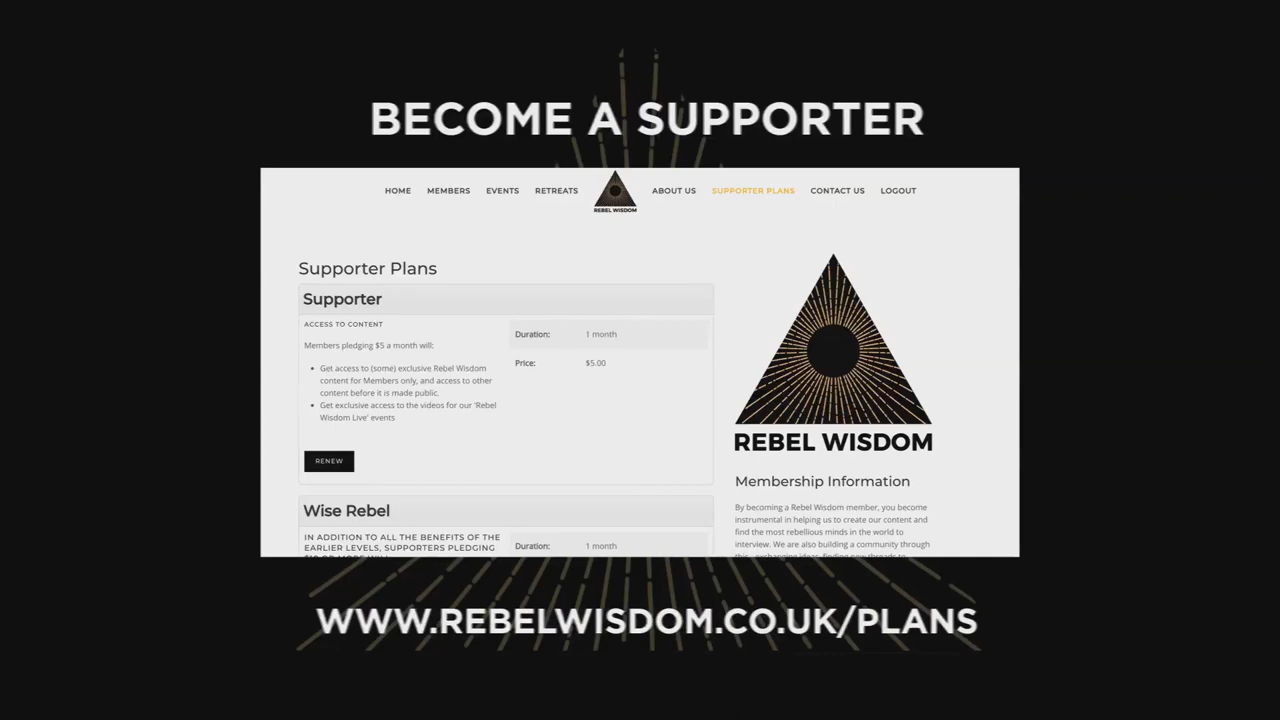 BECOME A SUPPORTER
HOME MEMBERS EVENTS RETREATS REBEL WISDOM ABOUT US SUPPORTER PLANS CONTACT US LOGOUT
Supporter Plans
Supporter
ACCESS TO CONTENT
Members pledging $5 a month will:
• Get access to (some) exclusive Rebel Wisdom
content for Members only, and access to other
content before it is made public.
• Get exclusive access to the videos for our 'Rebel
Wisdom Live' events
Duration: 1 month
Price: $5.00
RENEW
Wise Rebel
IN ADDITION TO ALL THE BENEFITS OF THE
EARLIER LEVELS, SUPPORTERS PLEDGING
Duration: 1 month
REBEL WISDOM
Membership Information
By becoming a Rebel Wisdom member, you become
instrumental in helping us to create our content and
find the most rebellious minds in the world to
interview. We are also building a community through
WWW.REBELWISDOM.CO.UK/PLANS